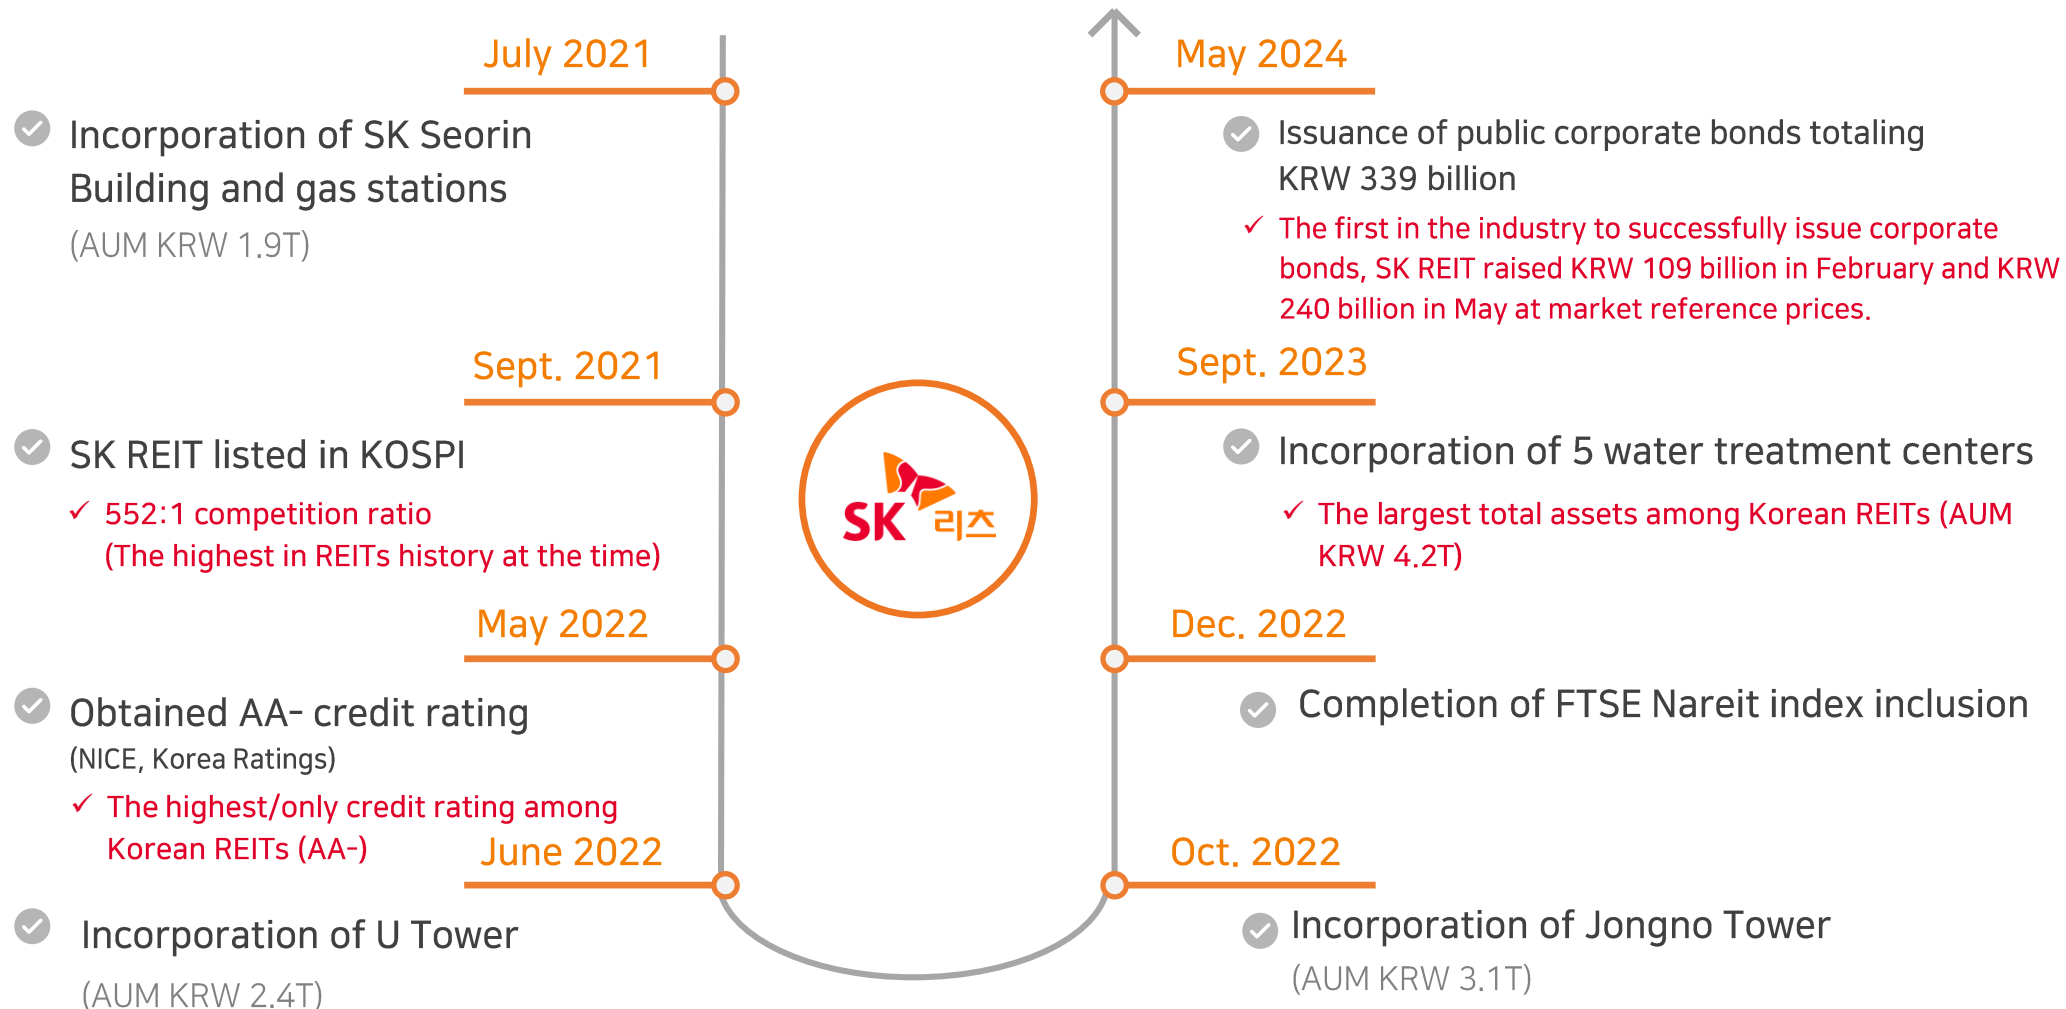 July 2021
Incorporation of SK Seorin
Building and gas stations
(AUM KRW 1.9T)
Sept. 2021
SK REIT listed in KOSPI
552:1 competition ratio
(The highest in REITs history at the time)
May 2022
Obtained AA- credit rating
(NICE, Korea Ratings)
The highest/only credit rating among
Korean REITs (AA-)
June 2022
Incorporation of U Tower
(AUM KRW 2.4T)
SK 리츠
May 2024
Issuance of public corporate bonds totaling
KRW 339 billion
The first in the industry to successfully issue corporate
bonds, SK REIT raised KRW 109 billion in February and KRW
240 billion in May at market reference prices.
Sept. 2023
Incorporation of 5 water treatment centers
The largest total assets among Korean REITs (AUM
KRW 4.2T)
Dec. 2022
Completion of FTSE Nareit index inclusion
Oct. 2022
Incorporation of Jongno Tower
(AUM KRW 3.1T)